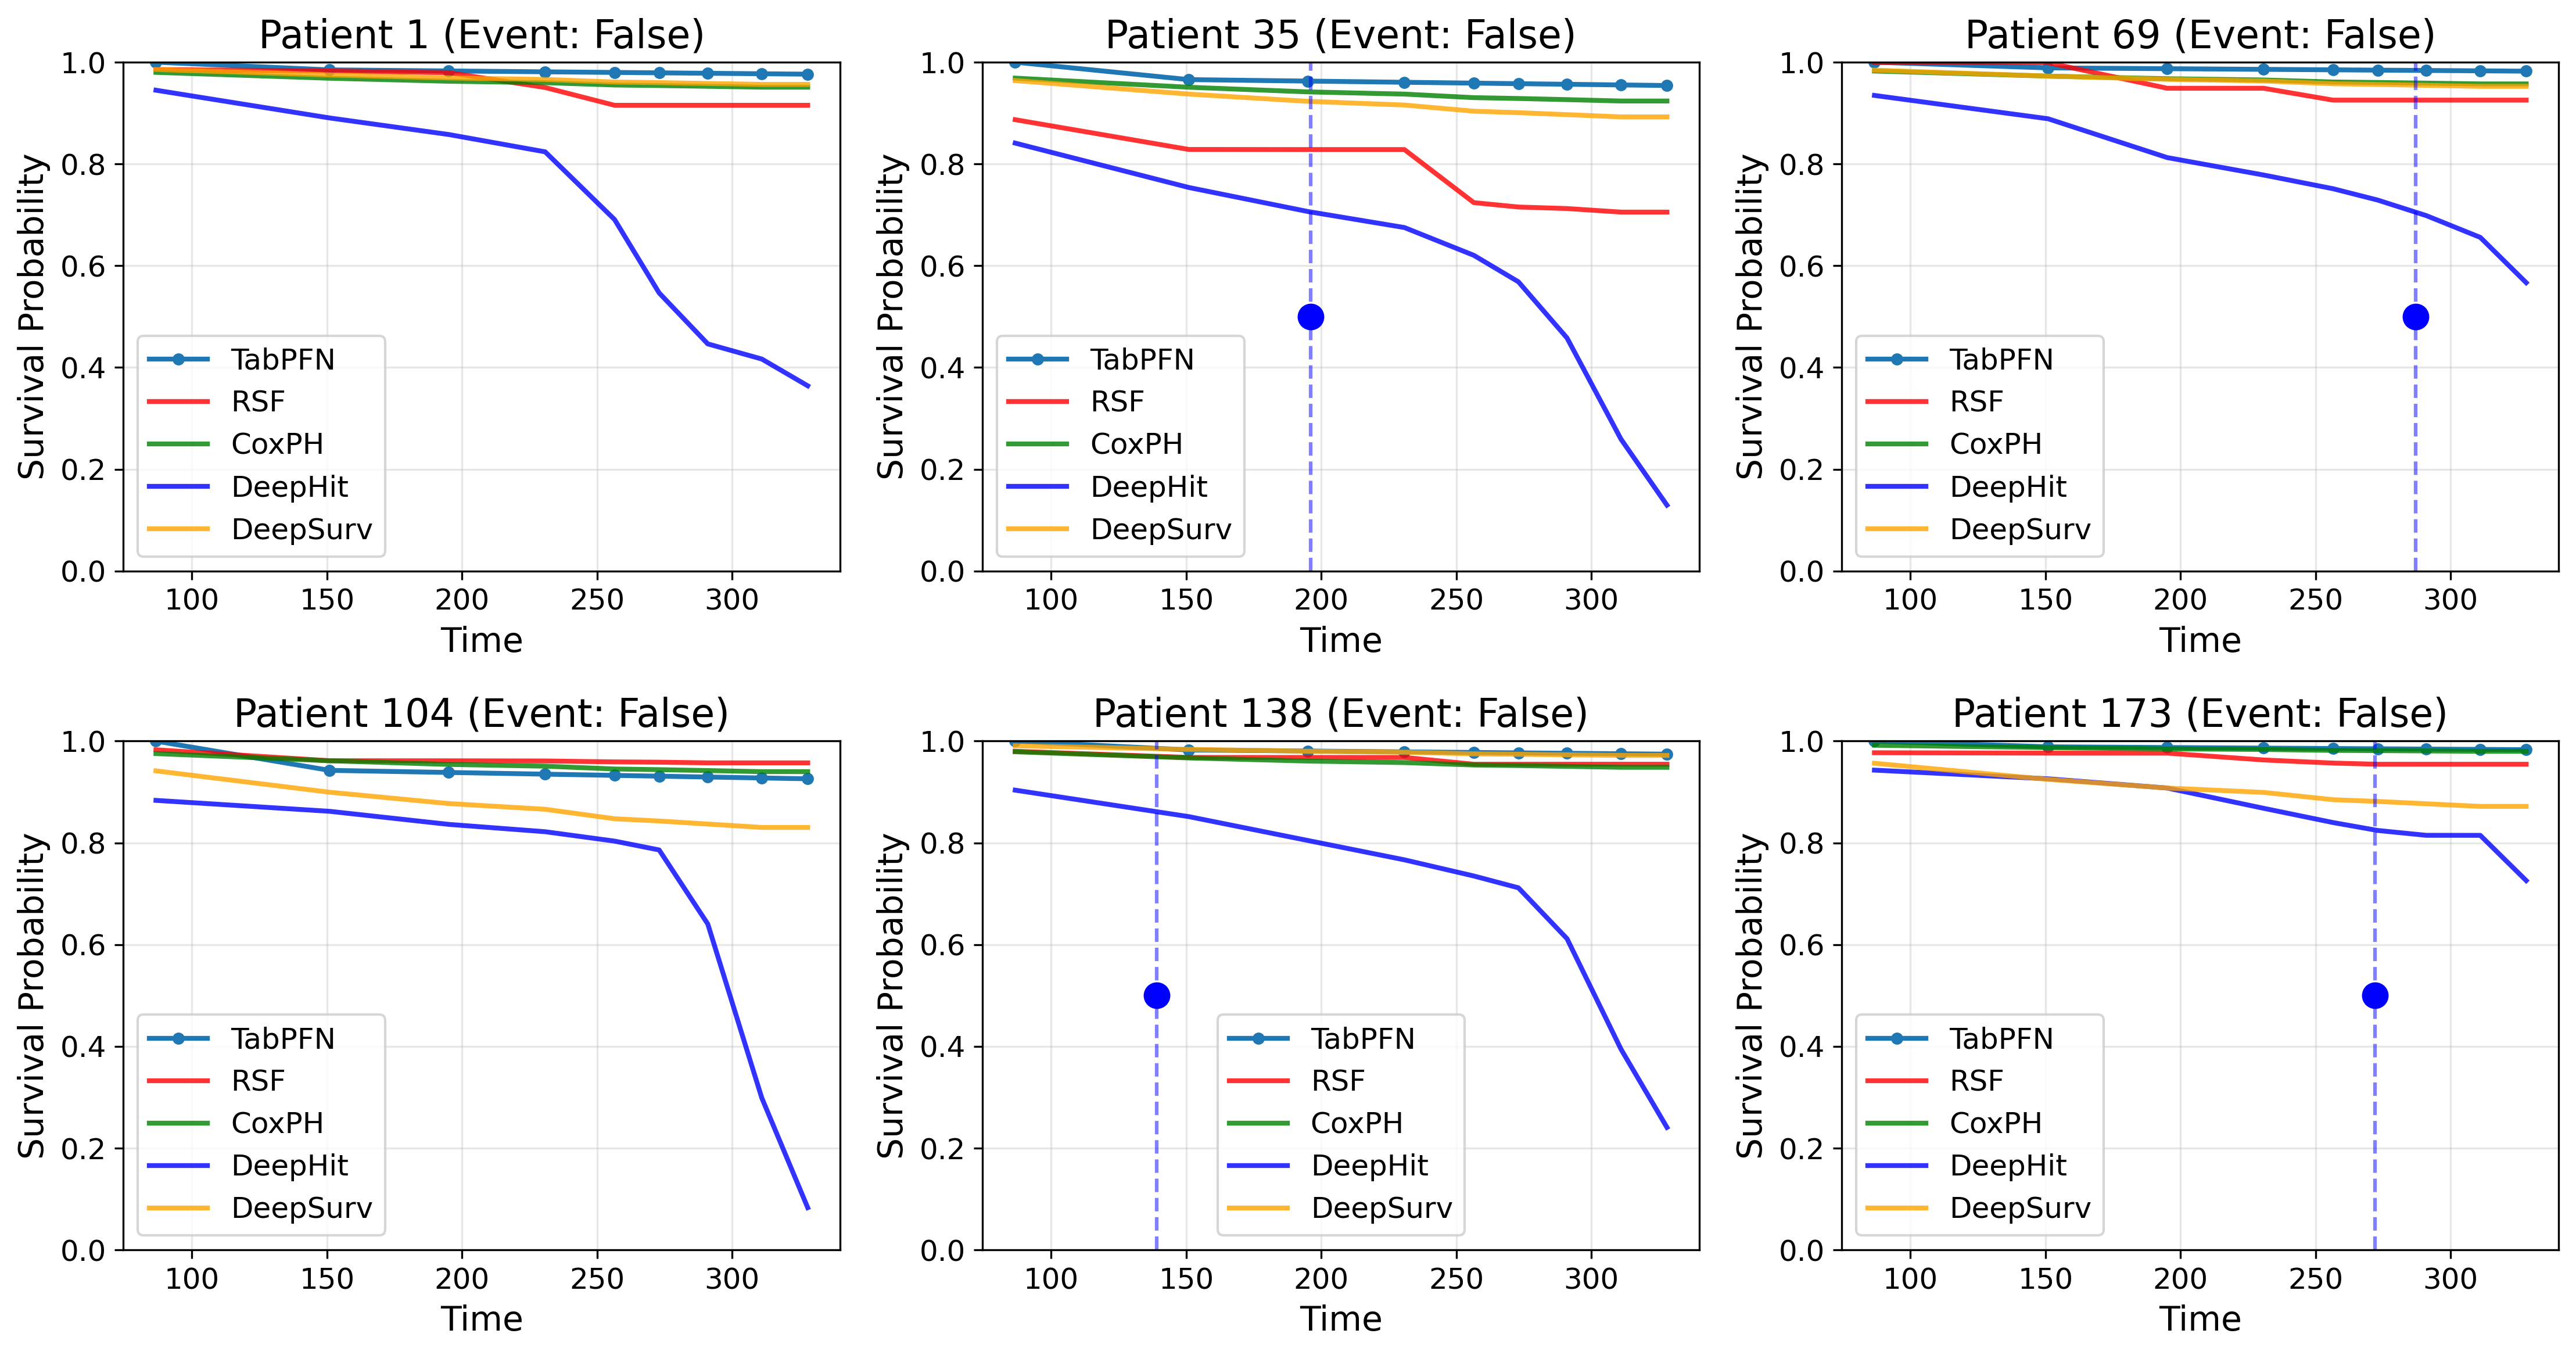 Patient 1 (Event: False)
Survival Probability
1.0
0.8
0.6
0.4
0.2
0.0
TabPFN
RSF
CoxPH
DeepHit
DeepSurv
100 150 200 250 300
Time
Patient 35 (Event: False)
Survival Probability
1.0
0.8
0.6
0.4
0.2
0.0
TabPFN
RSF
CoxPH
DeepHit
DeepSurv
100 150 200 250 300
Time
Patient 69 (Event: False)
Survival Probability
1.0
0.8
0.6
0.4
0.2
0.0
TabPFN
RSF
CoxPH
DeepHit
DeepSurv
100 150 200 250 300
Time
Patient 104 (Event: False)
Survival Probability
1.0
0.8
0.6
0.4
0.2
0.0
TabPFN
RSF
CoxPH
DeepHit
DeepSurv
100 150 200 250 300
Time
Patient 138 (Event: False)
Survival Probability
1.0
0.8
0.6
0.4
0.2
0.0
TabPFN
RSF
CoxPH
DeepHit
DeepSurv
100 150 200 250 300
Time
Patient 173 (Event: False)
Survival Probability
1.0
0.8
0.6
0.4
0.2
0.0
TabPFN
RSF
CoxPH
DeepHit
DeepSurv
100 150 200 250 300
Time